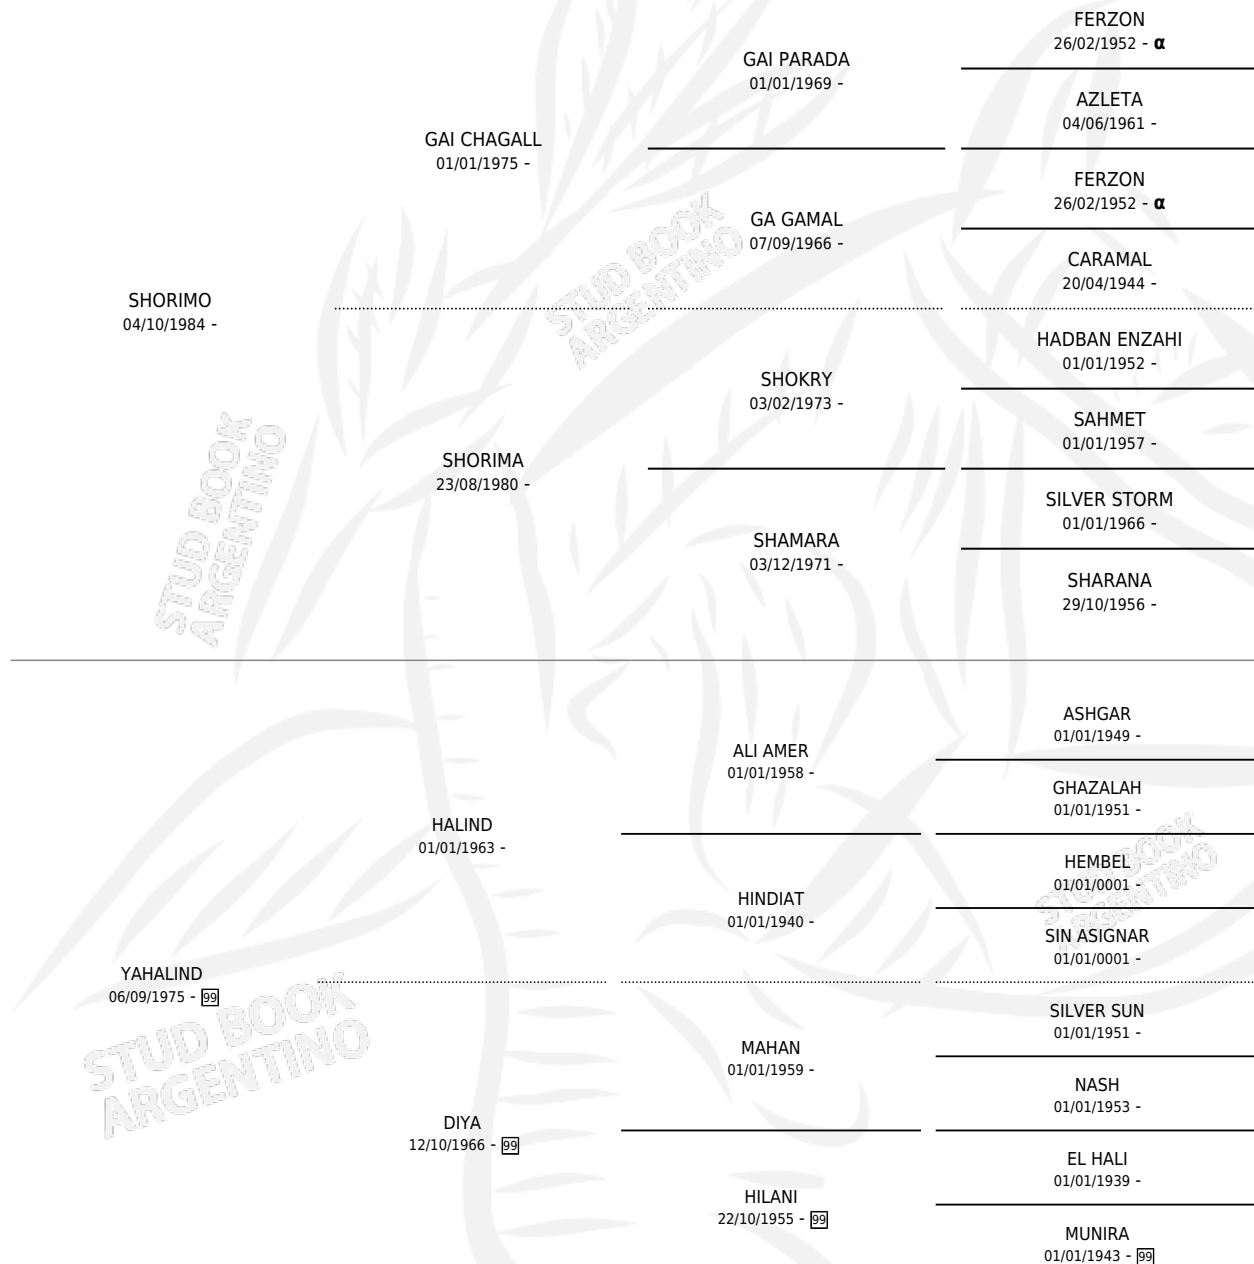 FERZON
26/02/1952 - α
GAI PARADA
01/01/1969 -
AZLETA
04/06/1961 -
GAI CHAGALL
01/01/1975 -
FERZON
26/02/1952 - α
GA GAMAL
07/09/1966 -
CARAMAL
20/04/1944 -
SHORIMO
04/10/1984 -
HADBAN ENZAHI
01/01/1952 -
SHOKRY
03/02/1973 -
SAHMET
01/01/1957 -
SHORIMA
23/08/1980 -
SILVER STORM
01/01/1966 -
SHAMARA
03/12/1971 -
SHARANA
29/10/1956 -
ASHGAR
01/01/1949 -
ALI AMER
01/01/1958 -
GHAZALAH
01/01/1951 -
HALIND
01/01/1963 -
HEMBEL
01/01/0001 -
HINDIAT
01/01/1940 -
SIN ASIGNAR
01/01/0001 -
YAHALIND
06/09/1975 - 99
SILVER SUN
01/01/1951 -
MAHAN
01/01/1959 -
NASH
01/01/1953 -
DIYA
12/10/1966 - 99
EL HALI
01/01/1939 -
HILANI
22/10/1955 - 99
MUNIRA
01/01/1943 - 99
STUD BOOK
ARGENTINO
STUD BOOK
ARGENTINO
STUD BOOK
ARGENTINO
STUD BOOK
ARGENTINO